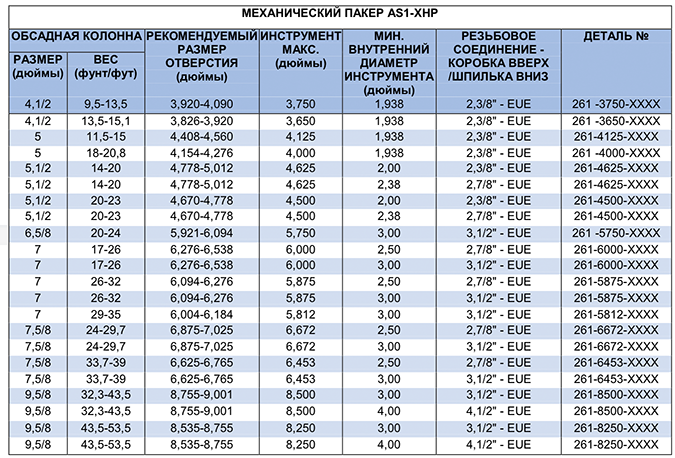 МЕХАНИЧЕСКИЙ ПАКЕР AS1-XHP
ОБСАДНАЯ КОЛОННА РЕКОМЕНДУЕМЫЙ РАЗМЕР ОТВЕРСТИЯ (дюймы) ИНСТРУМЕНТ МАКС. (дюймы) МИН. ВНУТРЕННИЙ ДИАМЕТР ИНСТРУМЕНТА (дюймы) РЕЗЬБОВОЕ СОЕДИНЕНИЕ - КОРОБКА ВВЕРХ /ШПИЛЬКА ВНИЗ ДЕТАЛЬ №
РАЗМЕР (дюймы) ВЕС (фунт/фут)
4,1/2 9,5-13,5 3,920-4,090 3,750 1,938 2,3/8" - EUE 261 -3750-XXXX
4,1/2 13,5-15,1 3,826-3,920 3,650 1,938 2,3/8" - EUE 261 -3650-XXXX
5 11,5-15 4,408-4,560 4,125 1,938 2,3/8" - EUE 261-4125-XXXX
5 18-20,8 4,154-4,276 4,000 1,938 2,3/8" - EUE 261 -4000-XXXX
5,1/2 14-20 4,778-5,012 4,625 2,00 2,3/8" - EUE 261-4625-XXXX
5,1/2 14-20 4,778-5,012 4,625 2,38 2,7/8" - EUE 261-4625-XXXX
5,1/2 20-23 4,670-4,778 4,500 2,00 2,3/8" - EUE 261-4500-XXXX
5,1/2 20-23 4,670-4,778 4,500 2,38 2,7/8" - EUE 261-4500-XXXX
6,5/8 20-24 5,921-6,094 5,750 3,00 3,1/2" - EUE 261 -5750-XXXX
7 17-26 6,276-6,538 6,000 2,50 2,7/8" - EUE 261-6000-XXXX
7 17-26 6,276-6,538 6,000 3,00 3,1/2" - EUE 261-6000-XXXX
7 26-32 6,094-6,276 5,875 2,50 2,7/8" - EUE 261-5875-XXXX
7 26-32 6,094-6,276 5,875 3,00 3,1/2" - EUE 261-5875-XXXX
7 29-35 6,004-6,184 5,812 3,00 3,1/2" - EUE 261-5812-XXXX
7,5/8 24-29,7 6,875-7,025 6,672 2,50 2,7/8" - EUE 261-6672-XXXX
7,5/8 24-29,7 6,875-7,025 6,672 3,00 3,1/2" - EUE 261-6672-XXXX
7,5/8 33,7-39 6,625-6,765 6,453 2,50 2,7/8" - EUE 261-6453-XXXX
7,5/8 33,7-39 6,625-6,765 6,453 3,00 3,1/2" - EUE 261-6453-XXXX
9,5/8 32,3-43,5 8,755-9,001 8,500 3,00 3,1/2" - EUE 261-8500-XXXX
9,5/8 32,3-43,5 8,755-9,001 8,500 4,00 4,1/2" - EUE 261-8500-XXXX
9,5/8 43,5-53,5 8,535-8,755 8,250 3,00 3,1/2" - EUE 261-8250-XXXX
9,5/8 43,5-53,5 8,535-8,755 8,250 4,00 4,1/2" - EUE 261-8250-XXXX